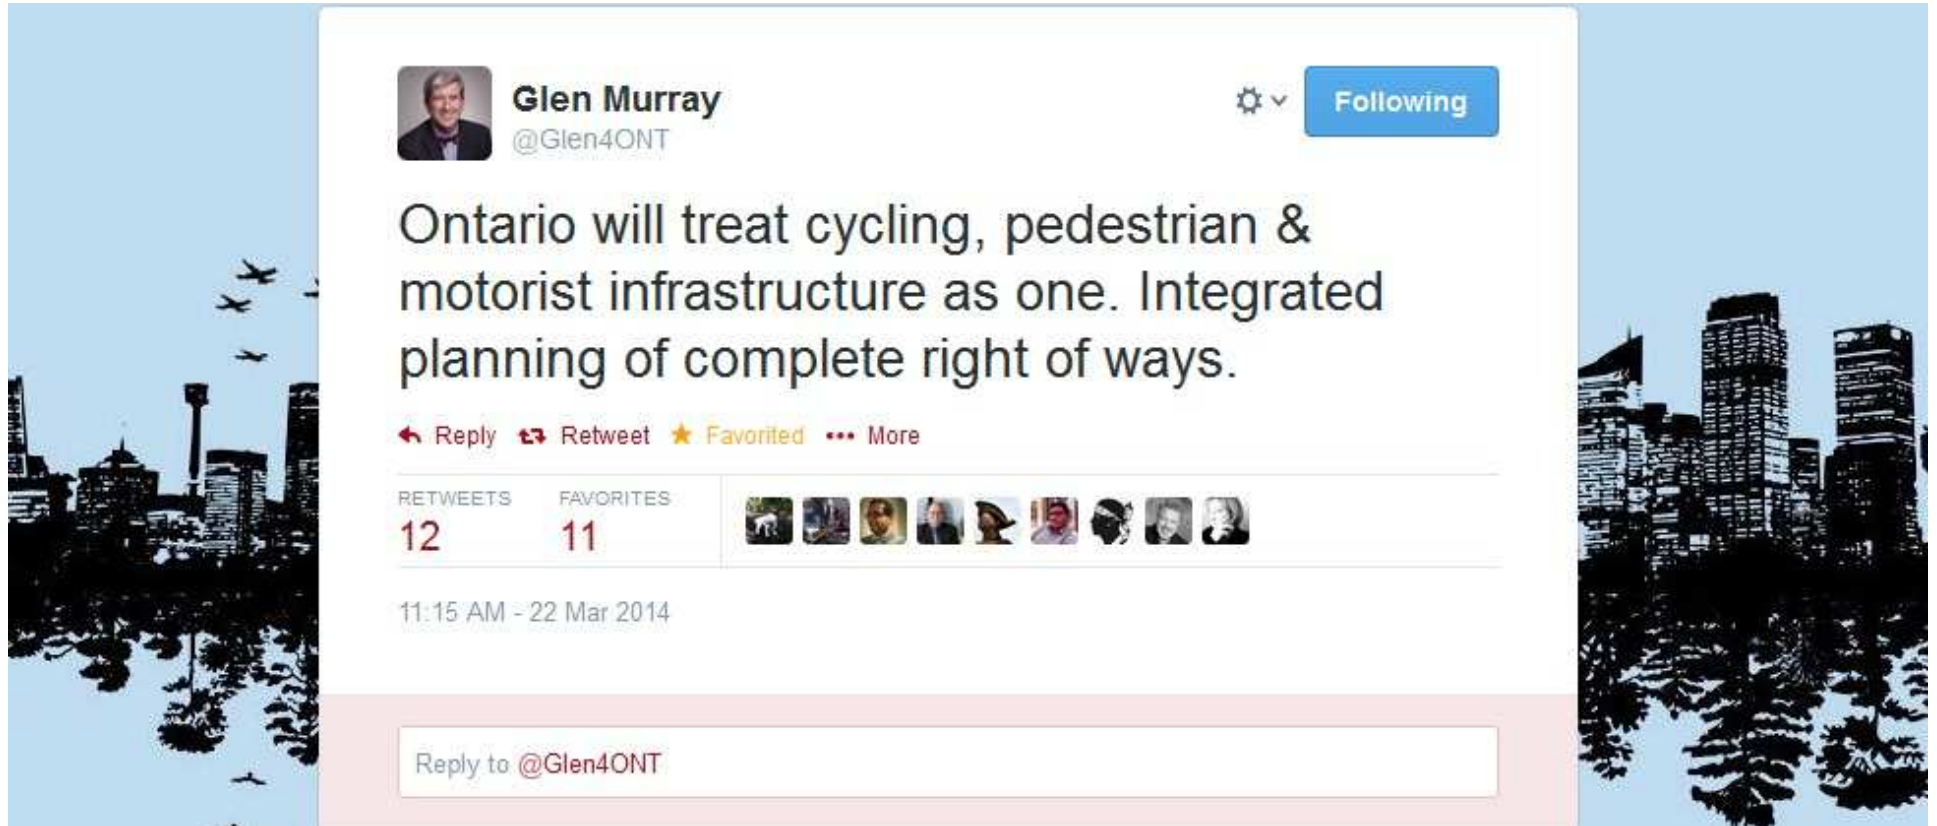 Glen Murray
@Glen4ONT
Following
Ontario will treat cycling, pedestrian &
motorist infrastructure as one. Integrated
planning of complete right of ways.
Reply Retweet Favorited More
RETWEETS FAVORITES
12 11
11:15 AM - 22 Mar 2014
Reply to @Glen4ONT